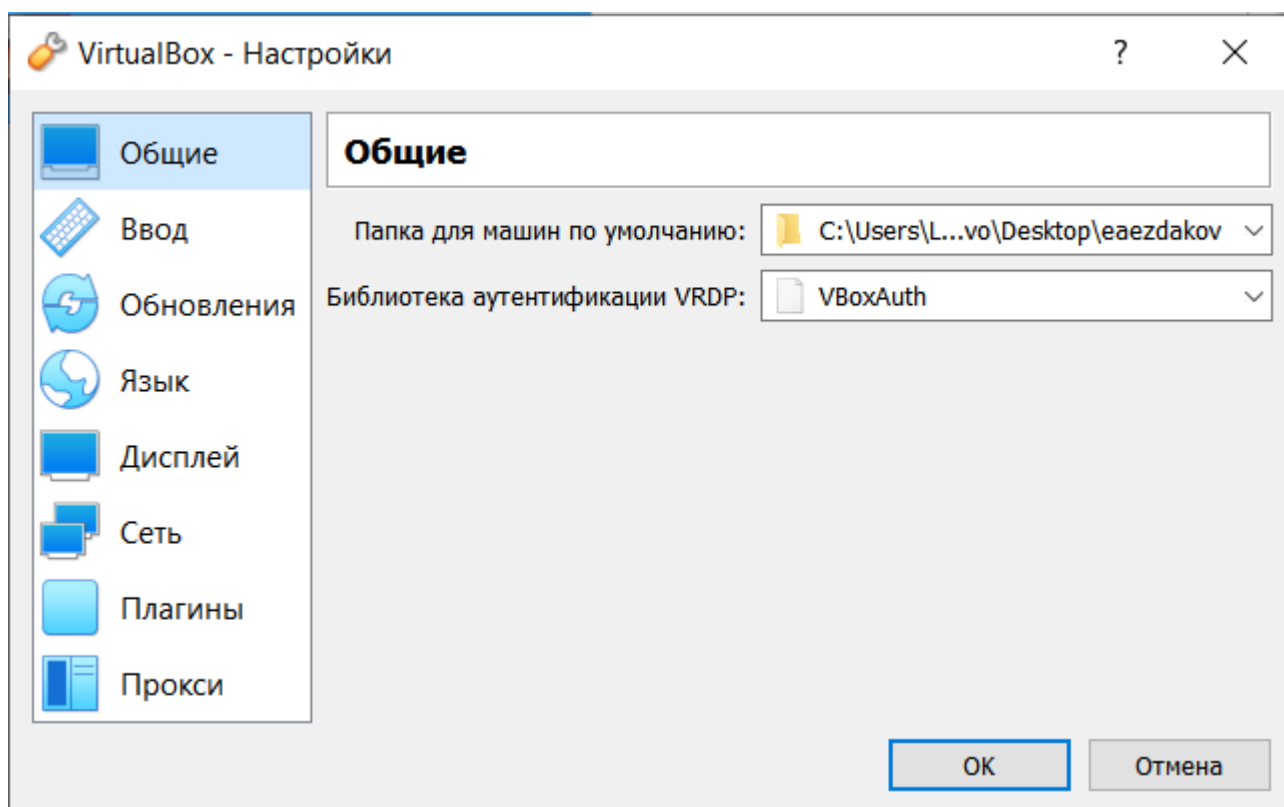 VirtualBox - Настройки
?
Общие
Ввод
Обновления
Язык
Дисплей
Сеть
Плагины
Прокси
Общие
Папка для машин по умолчанию: C:\Users\L...vo\Desktop\eaezdakov
Библиотека аутентификации VRDP: VBoxAuth
OK Отмена